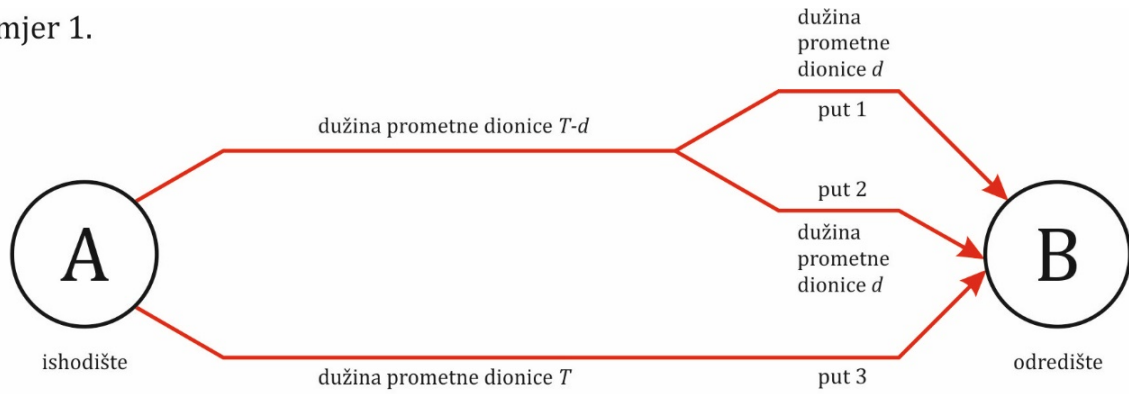 mjer 1.
dužina
prometne
dionice d
put 1
dužina prometne dionice T-d
put 2
dužina
prometne
dionice d
A
B
ishodište
odredište
dužina prometne dionice T
put 3